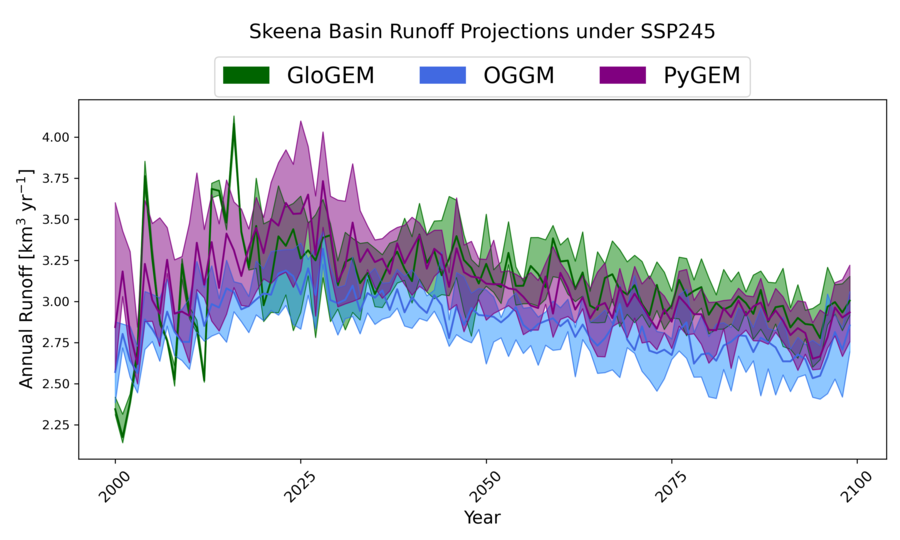 Skeena Basin Runoff Projections under SSP245
GloGEM OGGM PyGEM
Annual Runoff [km³ yr⁻¹]
4.00
3.75
3.50
3.25
3.00
2.75
2.50
2.25
2000 2025 2050 2075 2100
Year